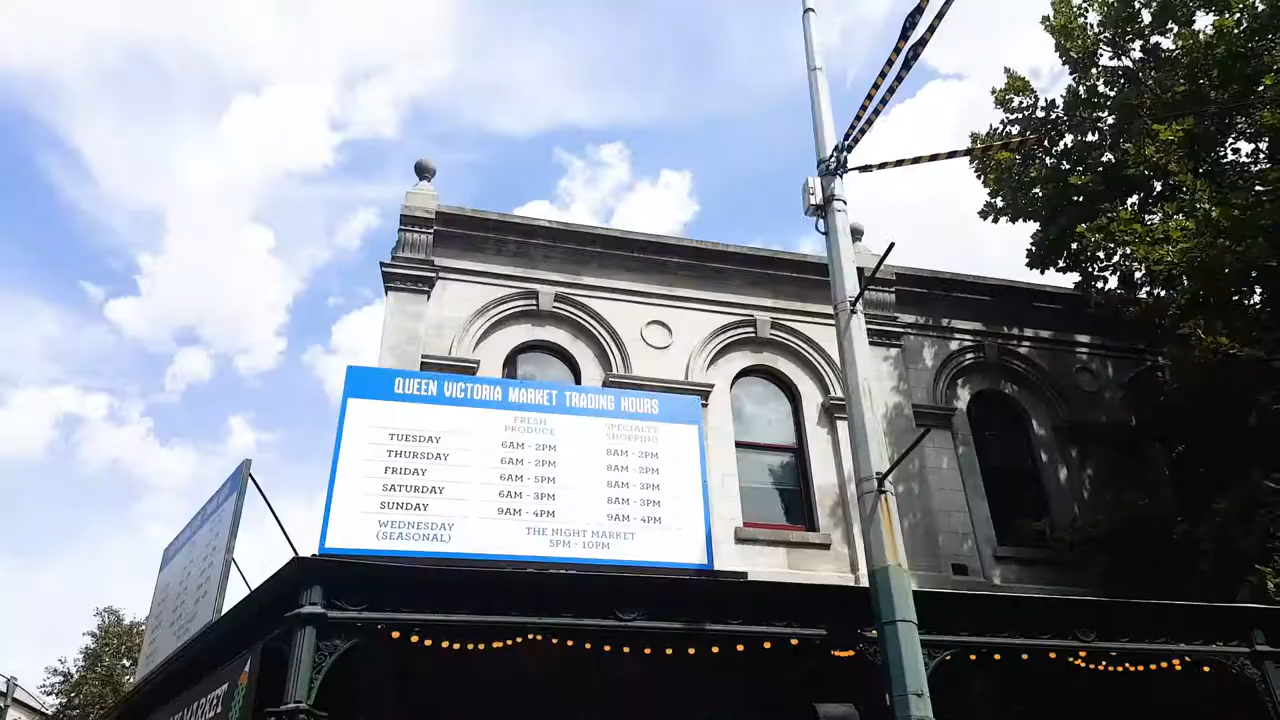 QUEEN VICTORIA MARKET TRADING HOURS
FRESH PRODUCE SPECIALTY SHOPPING
TUESDAY 6AM - 2PM 8AM - 2PM
THURSDAY 6AM - 2PM 8AM - 2PM
FRIDAY 6AM - 5PM 8AM - 3PM
SATURDAY 6AM - 3PM 8AM - 3PM
SUNDAY 9AM - 4PM 9AM - 4PM
WEDNESDAY (SEASONAL) THE NIGHT MARKET 5PM - 10PM
MARKET